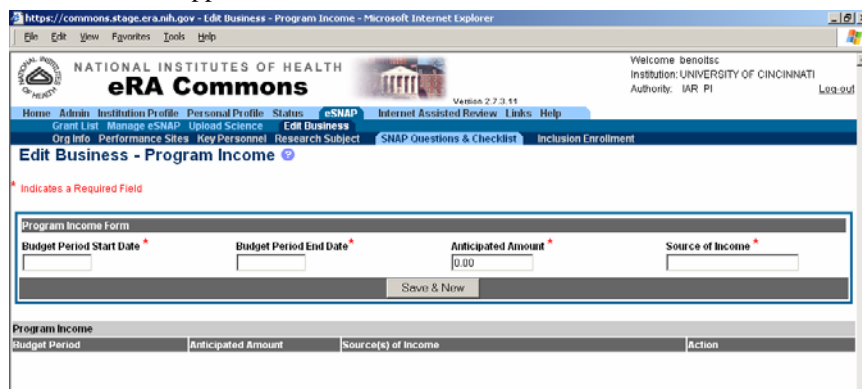 https://commons.stage.era.nih.gov - Edit Business - Program Income - Microsoft Internet Explorer
File Edit View Favorites Tools Help
NATIONAL INSTITUTES OF HEALTH
eRA Commons
Version 2.7.3.11
Welcome benoitsc
Institution: UNIVERSITY OF CINCINNATI
Authority: IAR PI
Log-out
Home Admin Institution Profile Personal Profile Status eSNAP Internet Assisted Review Links Help
Grant List Manage eSNAP Upload Science Edit Business
Org Info Performance Sites Key Personnel Research Subject SNAP Questions & Checklist Inclusion Enrollment
Edit Business - Program Income ?
* Indicates a Required Field
Program Income Form
Budget Period Start Date * Budget Period End Date * Anticipated Amount * Source of Income *
0.00
Save & New
Program Income
Budget Period Anticipated Amount Source(s) of Income Action